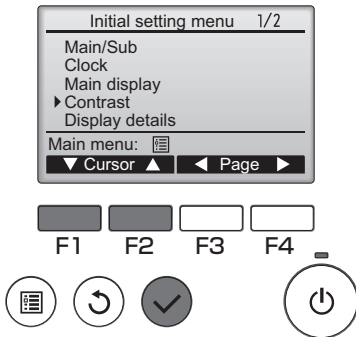 Initial setting menu 1/2
Main/Sub
Clock
Main display
Contrast
Display details
Main menu:
Cursor Page
F1 F2 F3 F4